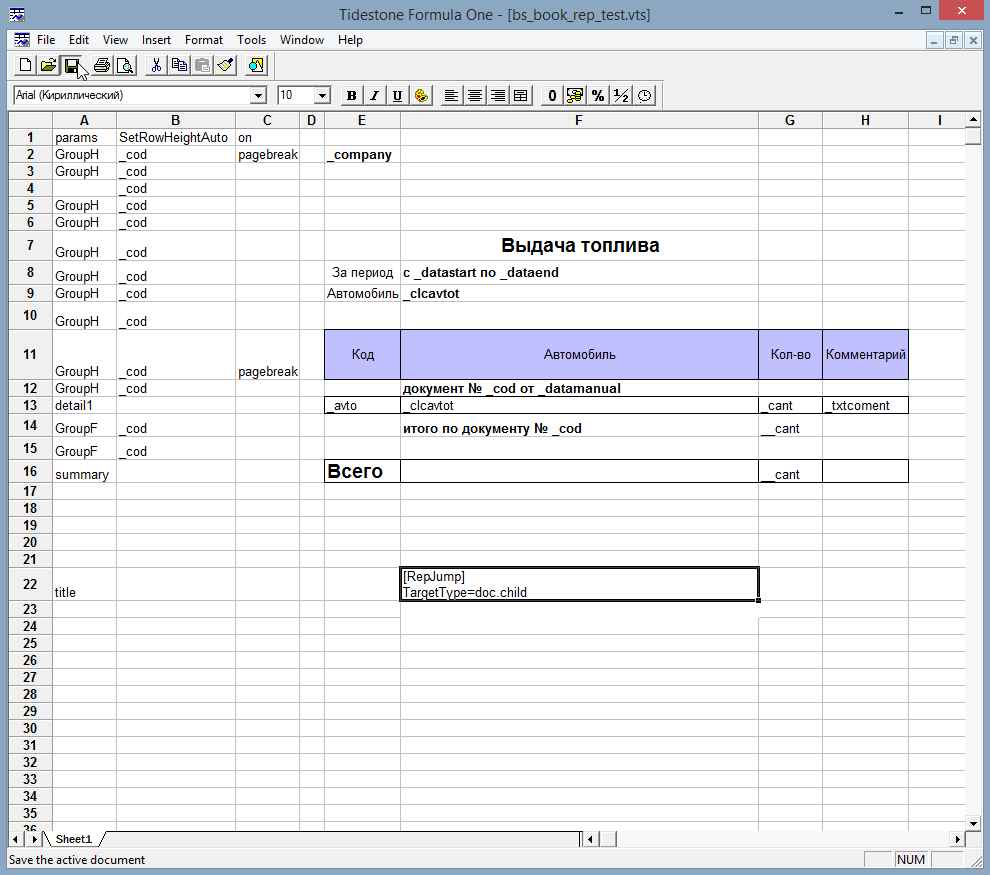 Tidestone Formula One - [bs_book_rep_test.vts]
File Edit View Insert Format Tools Window Help
Arial (Кириллический) 10 B I U 0 % ½
A B C D E F G H I
1 params SetRowHeightAuto on
2 GroupH _cod pagebreak _company
3 GroupH _cod
4 _cod
5 GroupH _cod
6 GroupH _cod
7 GroupH _cod Выдача топлива
8 GroupH _cod За период с _datastart по _dataend
9 GroupH _cod Автомобиль _clcavtot
10 GroupH _cod
11 GroupH _cod pagebreak Код Автомобиль Кол-во Комментарий
12 GroupH _cod документ № _cod от _datamanual
13 detail1 _avto _clcavtot _cant _txtcoment
14 GroupF _cod итого по документу № _cod __cant
15 GroupF _cod
16 summary Всего __cant
17
18
19
20
21
22 title [RepJump]
TargetType=doc.child
23
24
25
26
27
28
29
30
31
32
33
34
35
36
Sheet1
Save the active document NUM